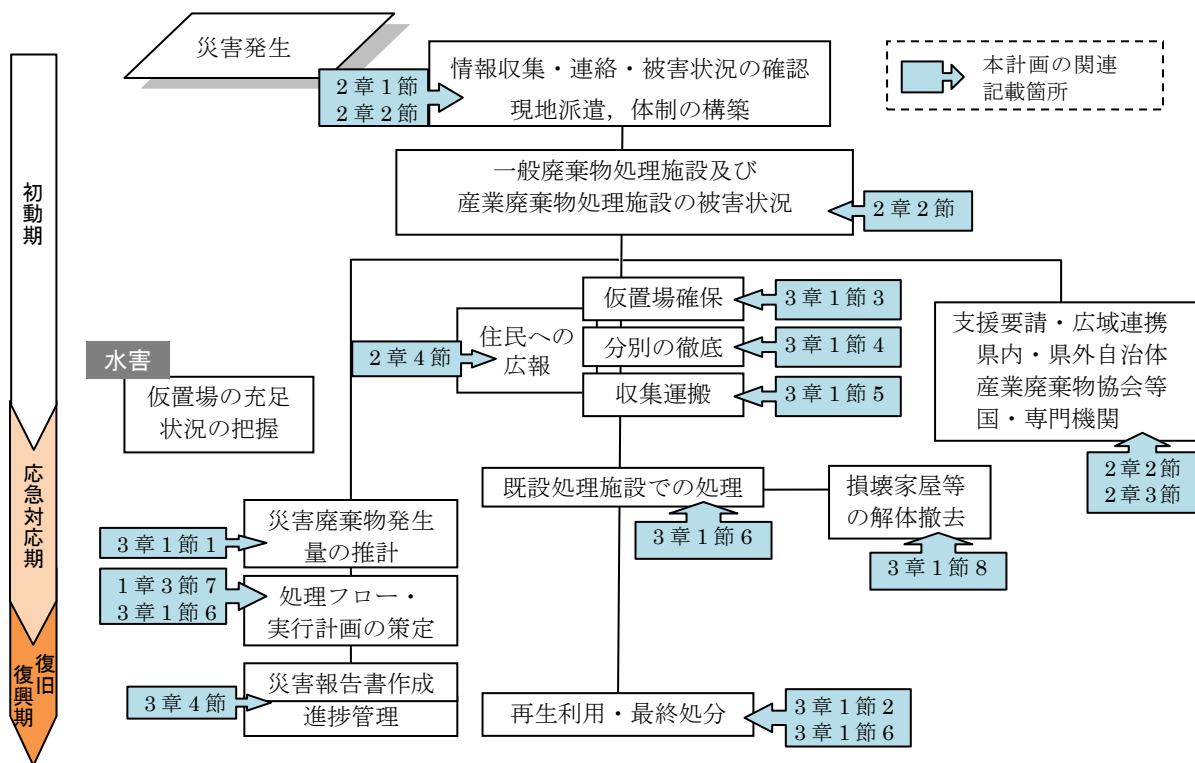 災害発生
情報収集・連絡・被害状況の確認
現地派遣，体制の構築
2章1節
2章2節
本計画の関連
記載箇所
一般廃棄物処理施設及び
産業廃棄物処理施設の被害状況
2章2節
初動期
仮置場確保
3章1節3
住民への
広報
2章4節
分別の徹底
3章1節4
収集運搬
3章1節5
支援要請・広域連携
県内・県外自治体
産業廃棄物協会等
国・専門機関
2章2節
2章3節
水害
仮置場の充足
状況の把握
応急対応期
既設処理施設での処理
3章1節6
損壊家屋等
の解体撤去
3章1節8
災害廃棄物発生
量の推計
3章1節1
処理フロー・
実行計画の策定
1章3節7
3章1節6
復旧
復興期
災害報告書作成
進捗管理
3章4節
再生利用・最終処分
3章1節2
3章1節6